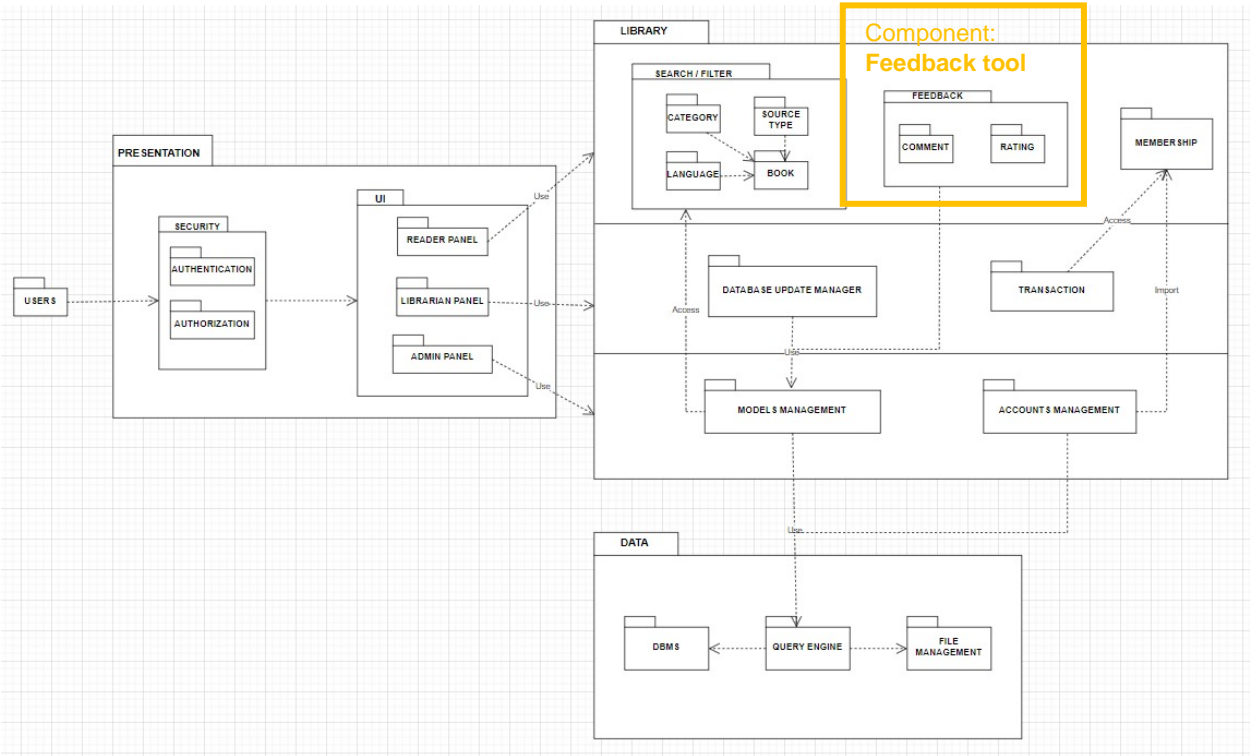 Component:
Feedback tool
LIBRARY
SEARCH / FILTER
CATEGORY
SOURCE
TYPE
LANGUAGE
BOOK
FEEDBACK
COMMENT
RATING
MEMBERSHIP
PRESENTATION
SECURITY
AUTHENTICATION
AUTHORIZATION
USERS
UI
READER PANEL
LIBRARIAN PANEL
ADMIN PANEL
Use
Use
Use
DATABASE UPDATE MANAGER
TRANSACTION
Access
Access
Import
Use
MODELS MANAGEMENT
ACCOUNTS MANAGEMENT
Use
DATA
DBMS
QUERY ENGINE
FILE
MANAGEMENT